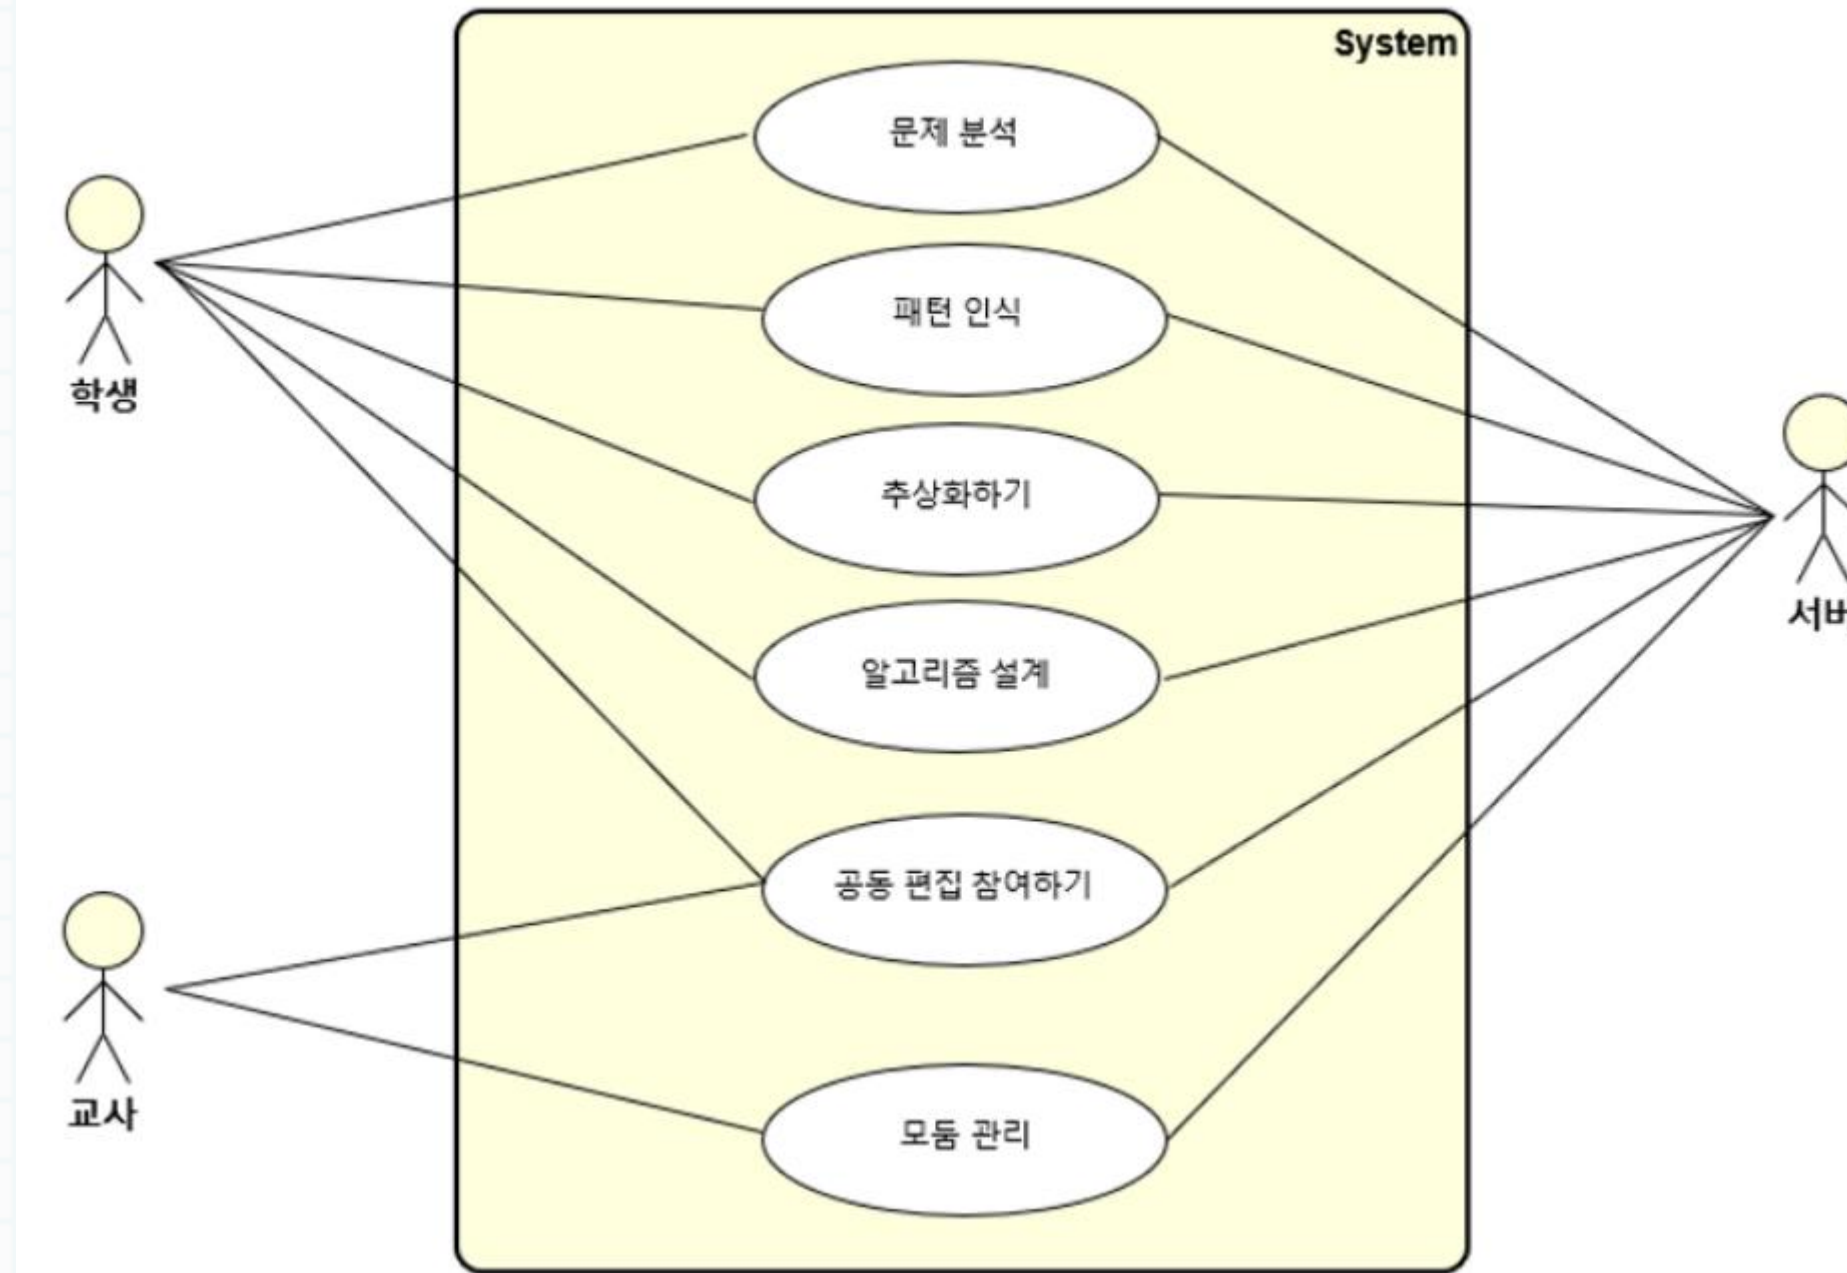 System
문제 분석
패턴 인식
학생
추상화하기
알고리즘 설계
공동 편집 참여하기
교사
모둠 관리